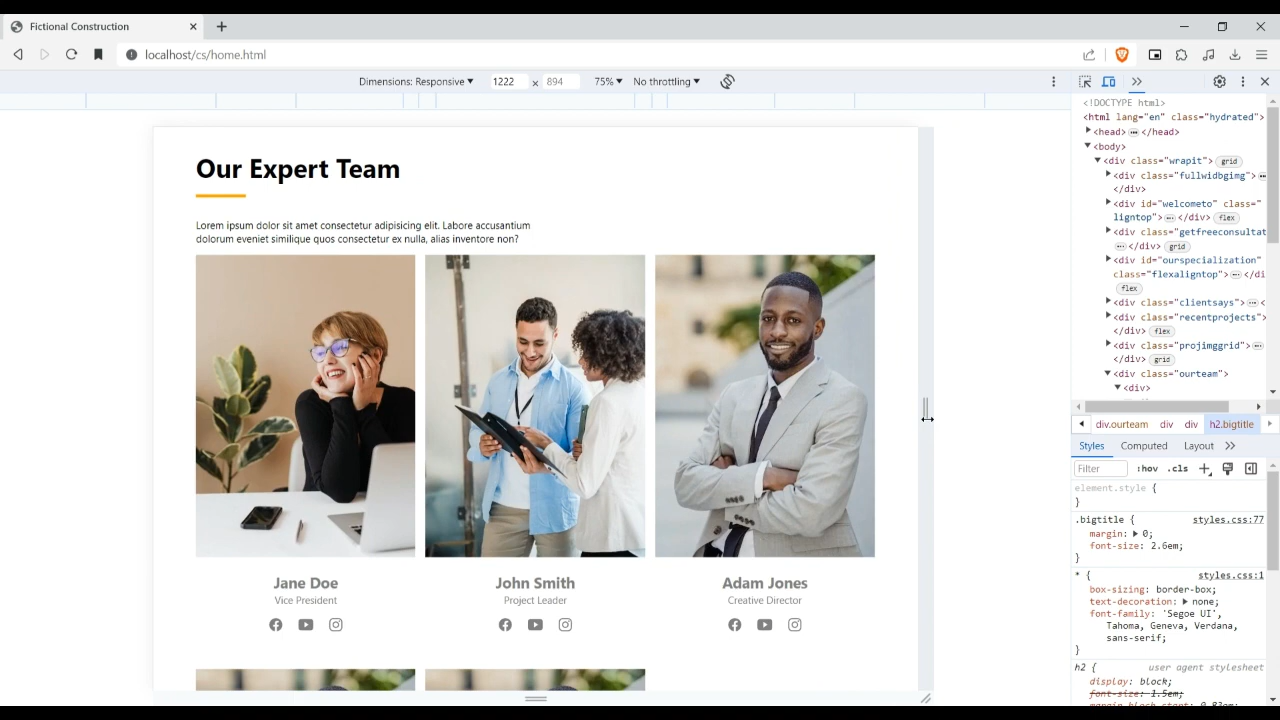 Fictional Construction
localhost/cs/home.html
Dimensions: Responsive 1222 x 894 75% No throttling
Our Expert Team
Lorem ipsum dolor sit amet consectetur adipisicing elit. Labore accusantium
dolorum eveniet similique quos consectetur ex nulla, alias inventore non?
Jane Doe
Vice President
John Smith
Project Leader
Adam Jones
Creative Director
<!DOCTYPE html>
<html lang="en" class="hydrated">
<head> </head>
<body>
<div class="wrapit"> grid
<div class="fullwidbgimg">
</div>
<div id="welcometo" class="
ligntop"> </div> flex
<div class="getfreeconsultat
</div> grid
<div id="ourspecialization"
class="flexaligntop"> </di
flex
<div class="clientsays"> <
<div class="recentprojects">
</div> flex
<div class="projimggrid">
</div> grid
<div class="ourteam">
<div>
div.ourteam div div h2.bigtitle
Styles Computed Layout
Filter :hov .cls
element.style {
}
.bigtitle { styles.css:77
margin: 0;
font-size: 2.6em;
}
* { styles.css:1
box-sizing: border-box;
text-decoration: none;
font-family: 'Segoe UI',
Tahoma, Geneva, Verdana,
sans-serif;
}
h2 { user agent stylesheet
display: block;
font-size: 1.5em;